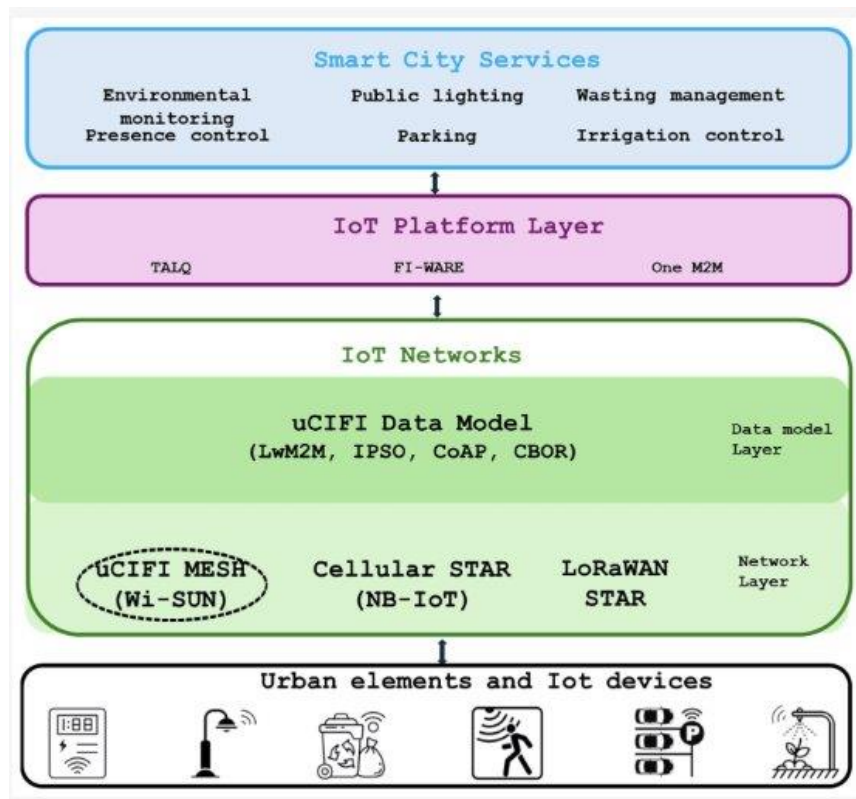 Smart City Services
Environmental
monitoring
Public lighting
Wasting management
Presence control
Parking
Irrigation control
IoT Platform Layer
TALQ
FI-WARE
One M2M
IoT Networks
uCIFI Data Model
(LwM2M, IPSO, CoAP, CBOR)
Data model
Layer
uCIFI MESH
(Wi-SUN)
Cellular STAR
(NB-IoT)
LoRaWAN
STAR
Network
Layer
Urban elements and Iot devices
1:88
P